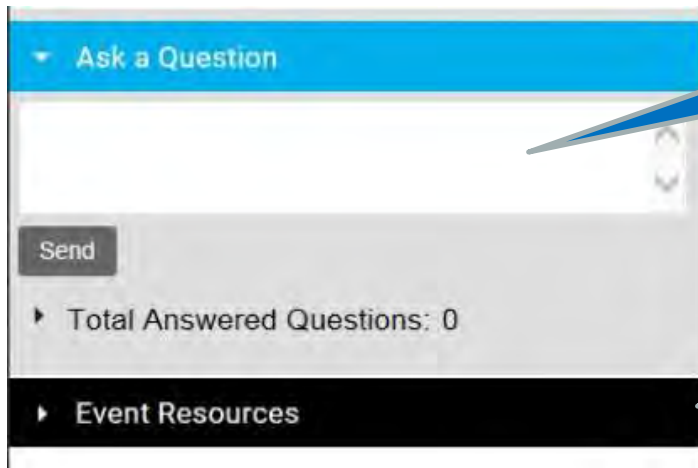 Ask a Question
Send
Total Answered Questions: 0
Event Resources